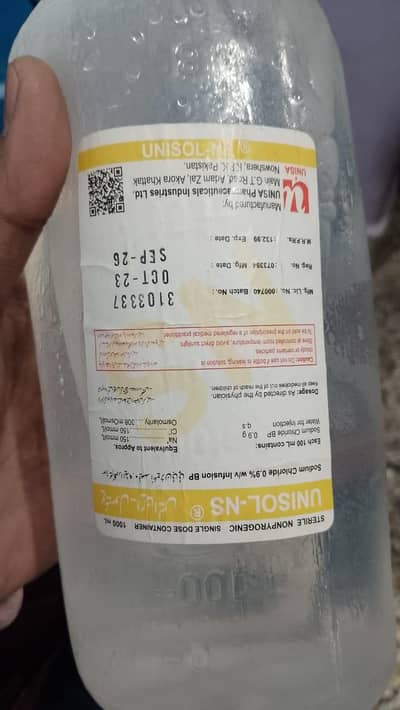 STERILE NONPYROGENIC SINGLE DOSE CONTAINER 1000 mL
UNISOL-NS ®
Sodium Chloride 0.9% w/v Infusion BP
Each 100 mL contains:
Sodium Chloride BP 0.9 g
Water for Injection q.s
Equivalent to Approx.
Na⁺ 150 mmol/L
Cl⁻ 150 mmol/L
Osmolarity 308 mOsmol/L
Dosage: As directed by the physician.
Keep all medicines out of the reach of children.
Caution: Do not use if bottle is leaking, solution is
cloudy or contains particles.
Store at controlled room temperature, avoid direct sunlight.
To be sold on the prescription of a registered medical practitioner
Mfg. Lic. No.: 000740 Batch No.: 3103337
Reg. No. : 073394 Mfg. Date : OCT-23
M.R.P.Rs. : 132.99 Exp. Date : SEP-26
Manufactured by:
UNISA Pharmaceuticals Industries Ltd.
Main G.T Road, Adam Zai, Akora Khattak
Nowshera, K.P.K, Pakistan.
UNISA
UNISOL-NS ®
100